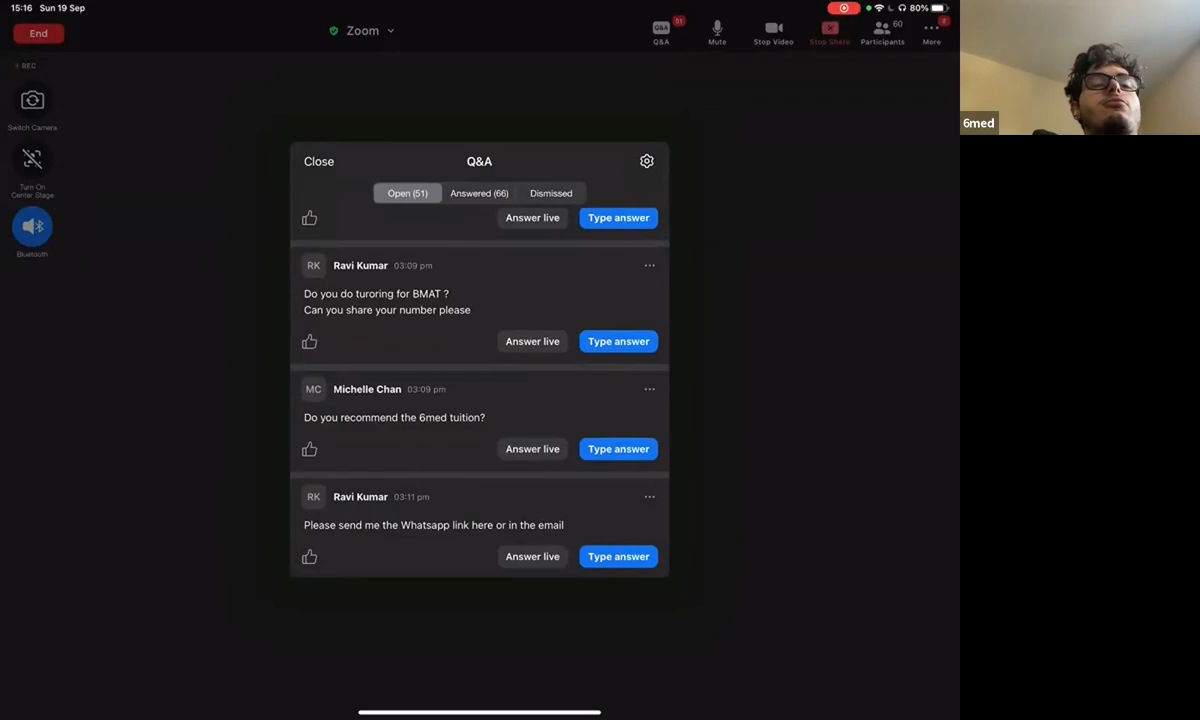 15:16 Sun 19 Sep
80%
End
Zoom
Q&A
51
Q&A
Mute
Stop Video
Stop Share
60
Participants
8
More
REC
Switch Camera
Turn On
Center Stage
Bluetooth
6med
Close
Q&A
Open (51)
Answered (66)
Dismissed
Answer live
Type answer
RK
Ravi Kumar 03:09 pm
Do you do turoring for BMAT ?
Can you share your number please
Answer live
Type answer
MC
Michelle Chan 03:09 pm
Do you recommend the 6med tuition?
Answer live
Type answer
RK
Ravi Kumar 03:11 pm
Please send me the Whatsapp link here or in the email
Answer live
Type answer